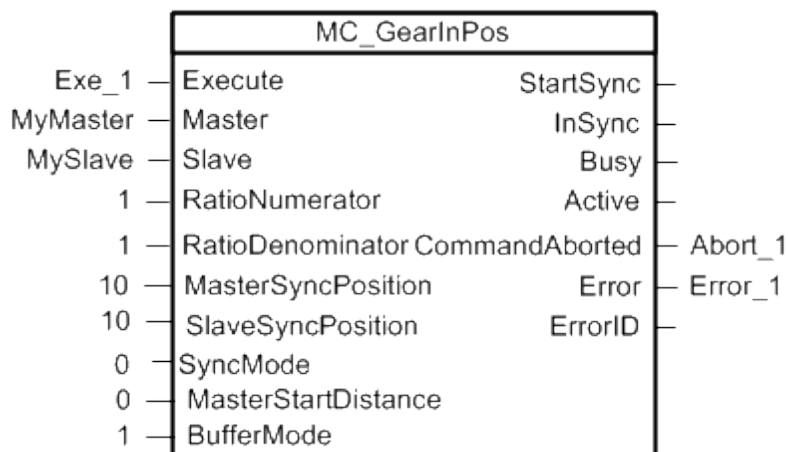 MC_GearInPos
Exe_1 Execute StartSync
MyMaster Master InSync
MySlave Slave Busy
1 RatioNumerator Active
1 RatioDenominator CommandAborted Abort_1
10 MasterSyncPosition Error Error_1
10 SlaveSyncPosition ErrorID
0 SyncMode
0 MasterStartDistance
1 BufferMode